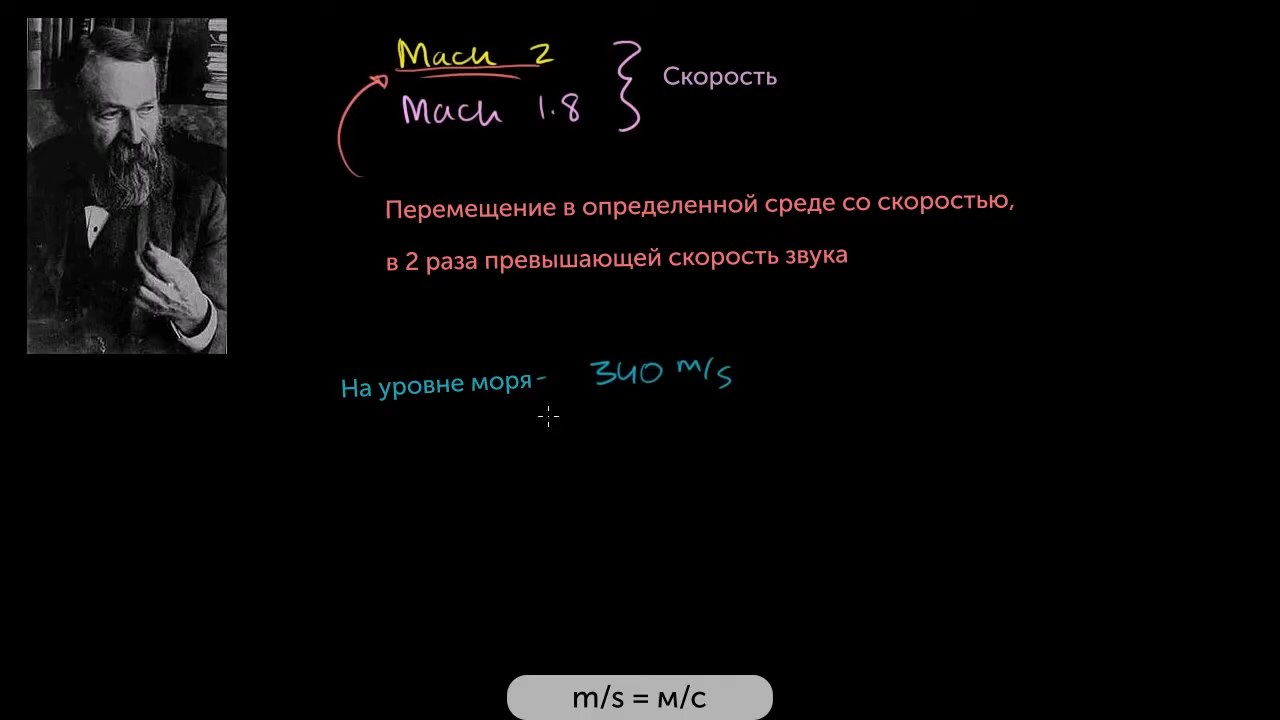 Mach 2
Mach 1.8
Скорость
Перемещение в определенной среде со скоростью,
в 2 раза превышающей скорость звука
На уровне моря - 340 m/s
m/s = м/с